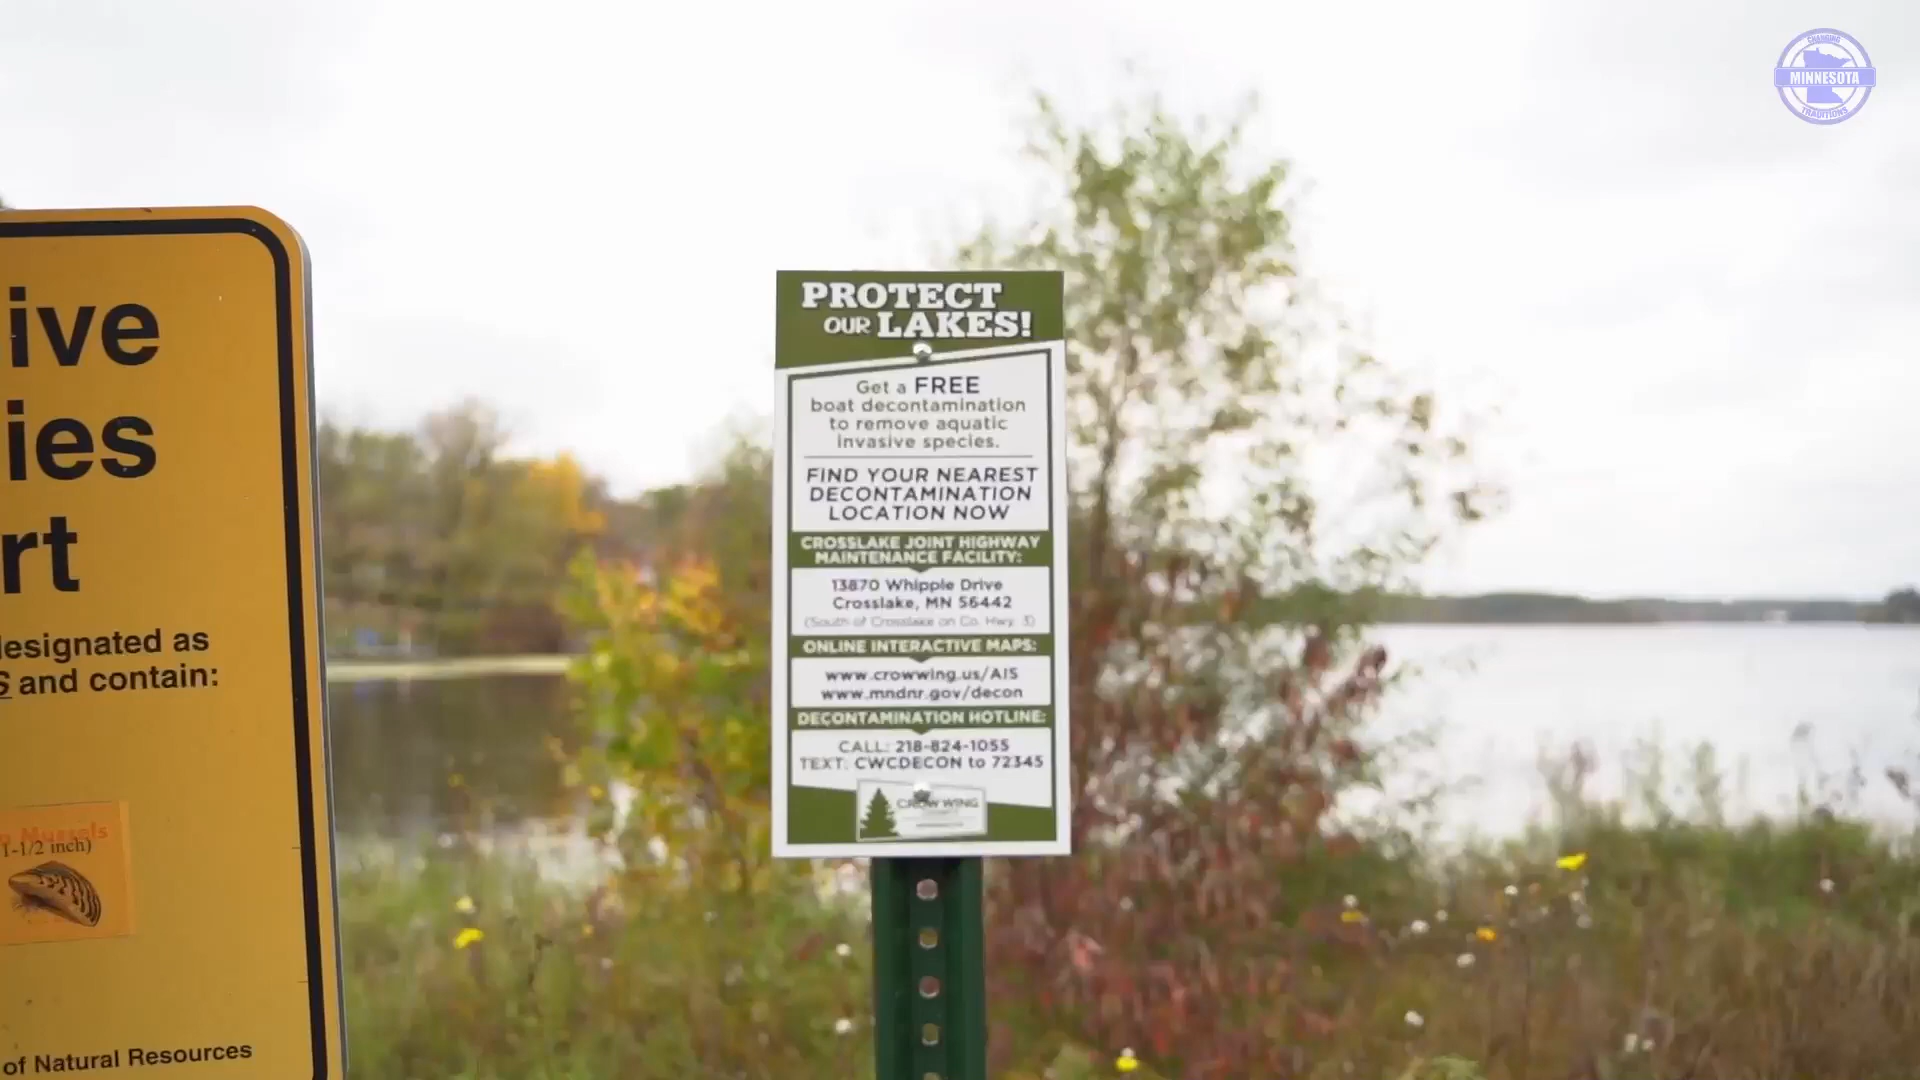 ive
ies
rt
designated as
S and contain:
Mussels
1-1/2 inch)
of Natural Resources
PROTECT
OUR LAKES!
Get a FREE
boat decontamination
to remove aquatic
invasive species.
FIND YOUR NEAREST
DECONTAMINATION
LOCATION NOW
CROSSLAKE JOINT HIGHWAY
MAINTENANCE FACILITY:
13870 Whipple Drive
Crosslake, MN 56442
(South of Crosslake on Co. Hwy. 3)
ONLINE INTERACTIVE MAPS:
www.crowwing.us/AIS
www.mndnr.gov/decon
DECONTAMINATION HOTLINE:
CALL: 218-824-1055
TEXT: CWCDECON to 72345
CROW WING
CHANGING
MINNESOTA
TRADITIONS